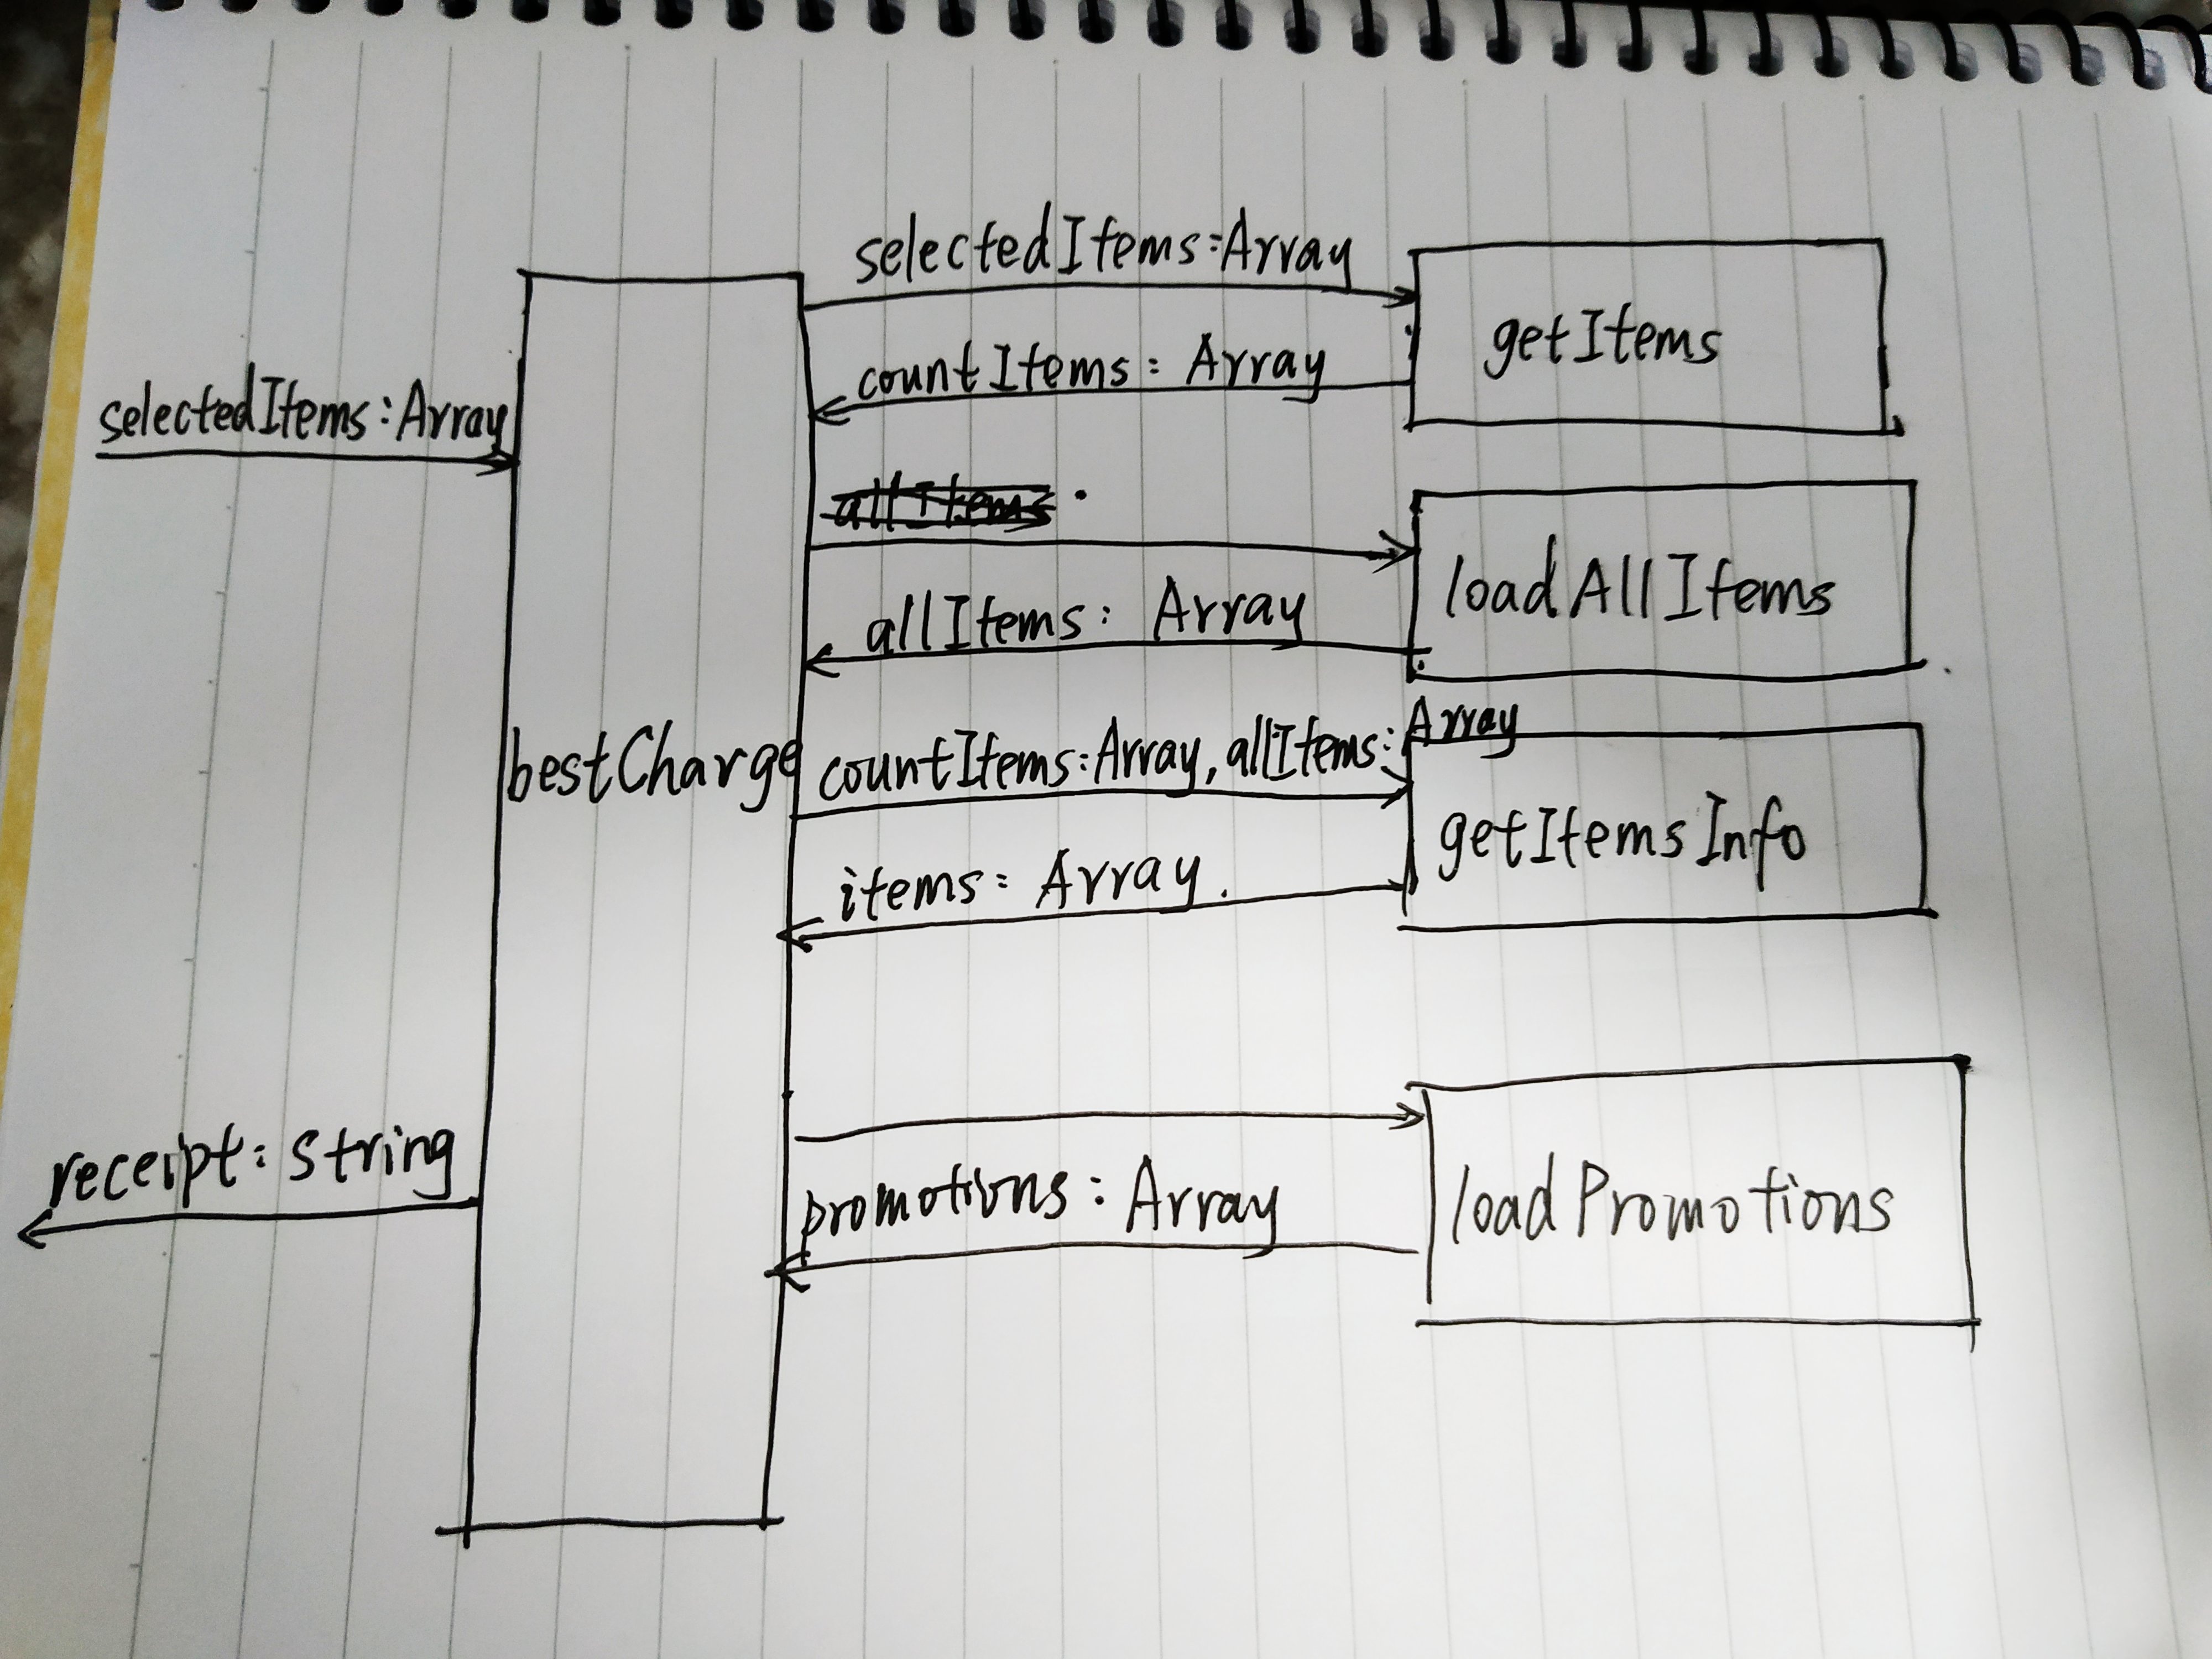 selectedItems:Array
getItems
countItems: Array
selectedItems:Array
allItems
loadAllItems
allItems: Array
bestCharge
countItems:Array, allItems:Array
getItemsInfo
items: Array.
receipt: string
promotions: Array
loadPromotions